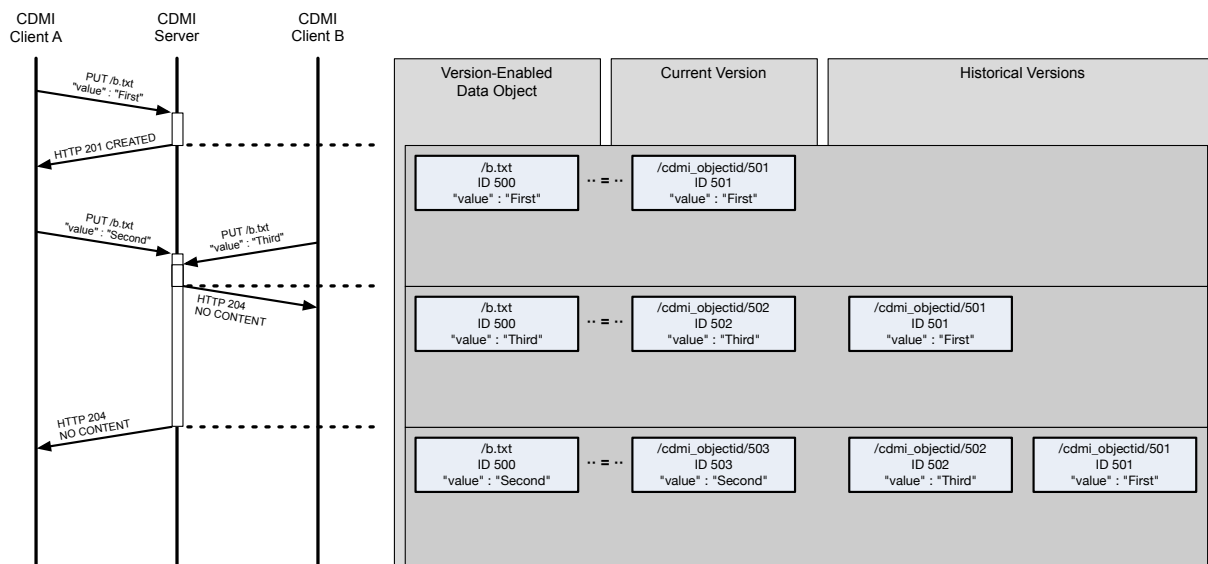 CDMI
Client A
CDMI
Server
CDMI
Client B
PUT /b.txt
"value" : "First"
HTTP 201 CREATED
PUT /b.txt
"value" : "Second"
PUT /b.txt
"value" : "Third"
HTTP 204
NO CONTENT
HTTP 204
NO CONTENT
Version-Enabled
Data Object
Current Version
Historical Versions
/b.txt
ID 500
"value" : "First"
·· = ··
/cdmi_objectid/501
ID 501
"value" : "First"
/b.txt
ID 500
"value" : "Third"
·· = ··
/cdmi_objectid/502
ID 502
"value" : "Third"
/cdmi_objectid/501
ID 501
"value" : "First"
/b.txt
ID 500
"value" : "Second"
·· = ··
/cdmi_objectid/503
ID 503
"value" : "Second"
/cdmi_objectid/502
ID 502
"value" : "Third"
/cdmi_objectid/501
ID 501
"value" : "First"